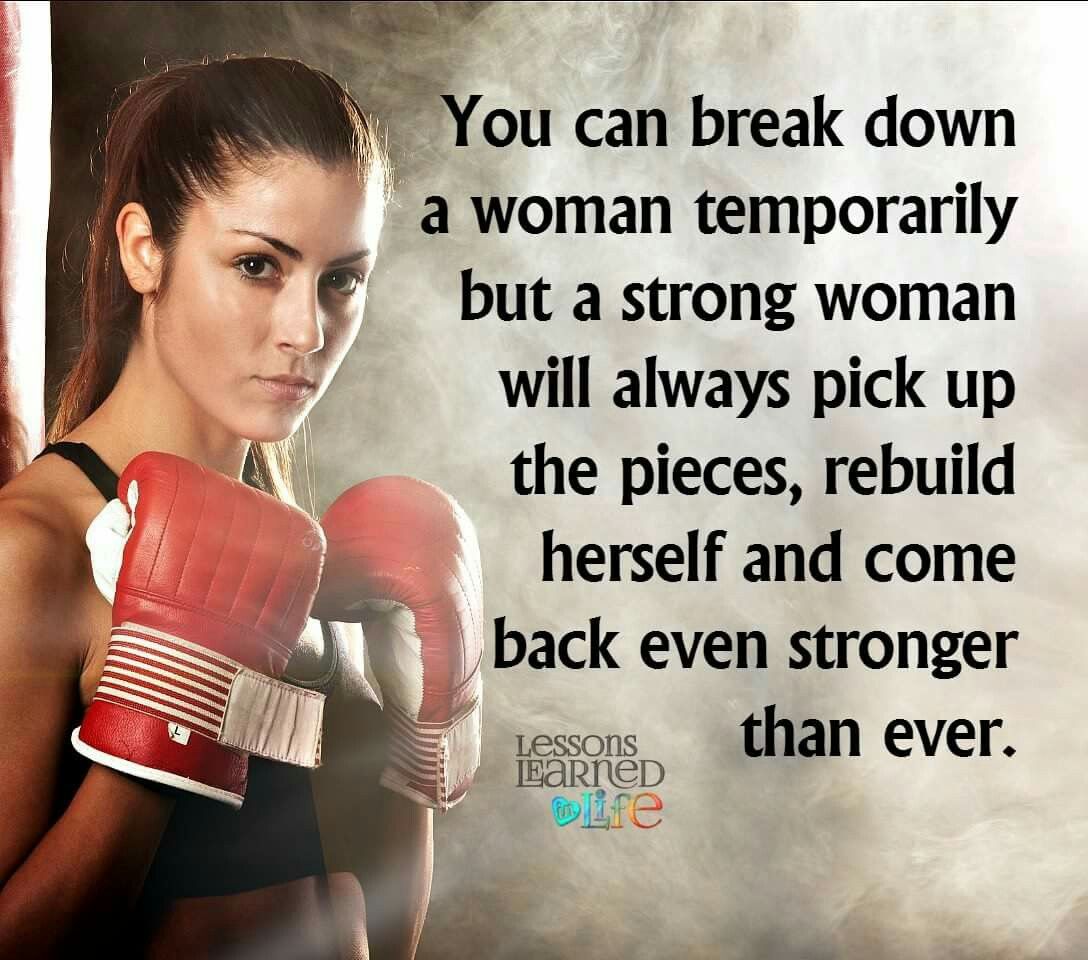 You can break down
a woman temporarily
but a strong woman
will always pick up
the pieces, rebuild
herself and come
back even stronger
than ever.
Lessons
Learned
in Life
L